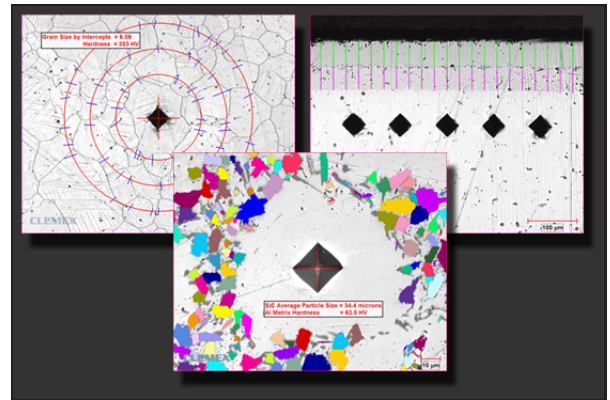 Grain Size by Intercepts = 6.09
Hardness = 353 HV
CLEMEX
100 µm
SiC Average Particle Size = 34.4 microns
Al Matrix Hardness = 63.0 HV
CLEMEX
10 µm